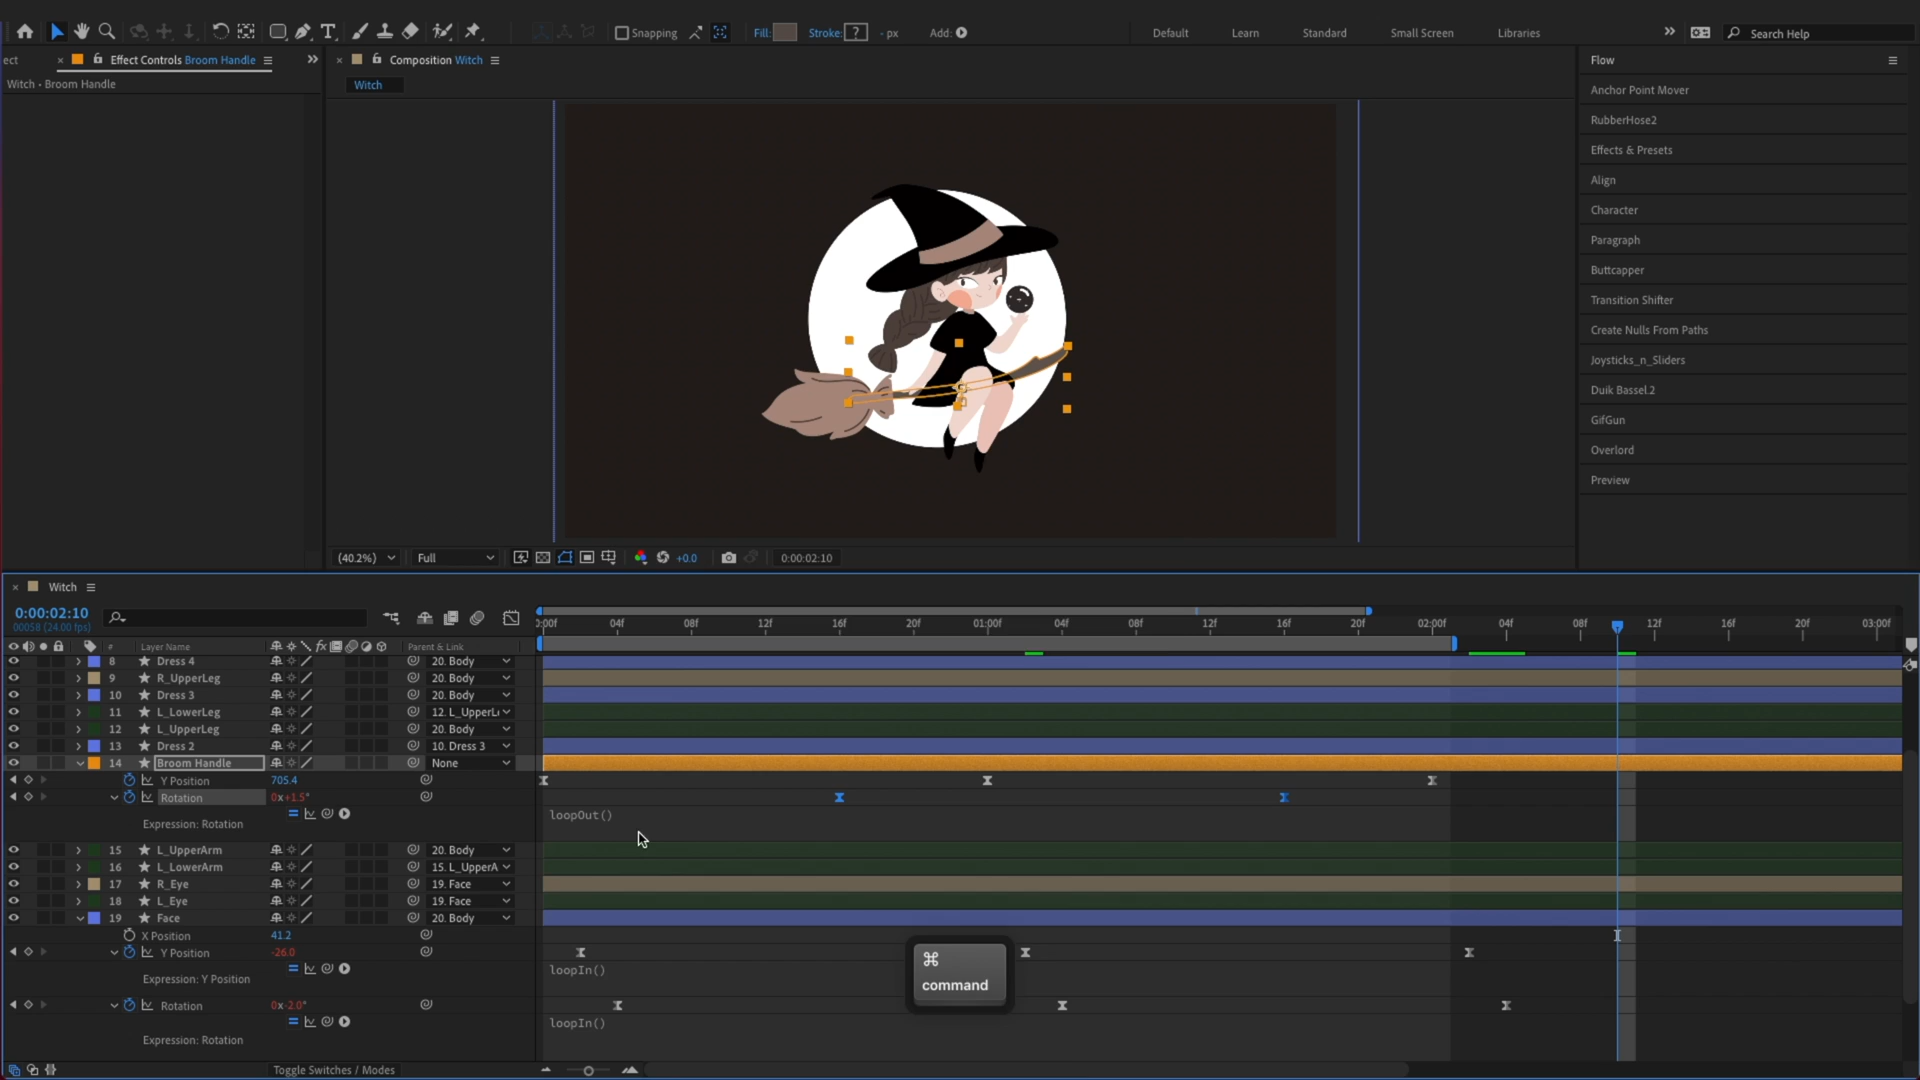 Snapping
Fill:
Stroke: ? - px
Add:
Default
Learn
Standard
Small Screen
Libraries
Search Help
ect
Effect Controls Broom Handle
Witch • Broom Handle
Composition Witch
Witch
(40.2%)
Full
+0.0
0:00:02:10
Flow
Anchor Point Mover
RubberHose2
Effects & Presets
Align
Character
Paragraph
Buttcapper
Transition Shifter
Create Nulls From Paths
Joysticks_n_Sliders
Duik Bassel.2
GifGun
Overlord
Preview
Witch
0:00:02:10
00058 (24.00 fps)
:00f 04f 08f 12f 16f 20f 01:00f 04f 08f 12f 16f 20f 02:00f 04f 08f 10f 12f 16f 20f 03:00f
# Layer Name fx Parent & Link
8 Dress 4 20. Body
9 R_UpperLeg 20. Body
10 Dress 3 20. Body
11 L_LowerLeg 12. L_UpperL
12 L_UpperLeg 20. Body
13 Dress 2 10. Dress 3
14 Broom Handle None
Y Position 705.4
Rotation 0x+1.5°
Expression: Rotation loopOut()
15 L_UpperArm 20. Body
16 L_LowerArm 15. L_UpperA
17 R_Eye 19. Face
18 L_Eye 19. Face
19 Face 20. Body
X Position 41.2
Y Position -26.0
Expression: Y Position loopIn()
Rotation 0x-2.0°
Expression: Rotation loopIn()
⌘
command
Toggle Switches / Modes